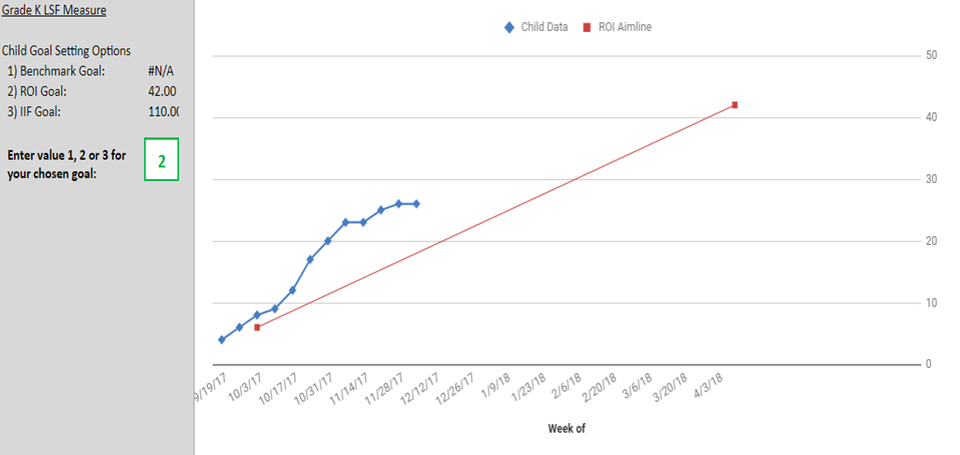 Grade K LSF Measure
Child Goal Setting Options
1) Benchmark Goal: #N/A
2) ROI Goal: 42.00
3) IIF Goal: 110.0(
Enter value 1, 2 or 3 for
your chosen goal:
2
Child Data ROI Aimline
50
40
30
20
10
0
9/19/17 10/3/17 10/17/17 10/31/17 11/14/17 11/28/17 12/12/17 12/26/17 1/9/18 1/23/18 2/6/18 2/20/18 3/6/18 3/20/18 4/3/18
Week of